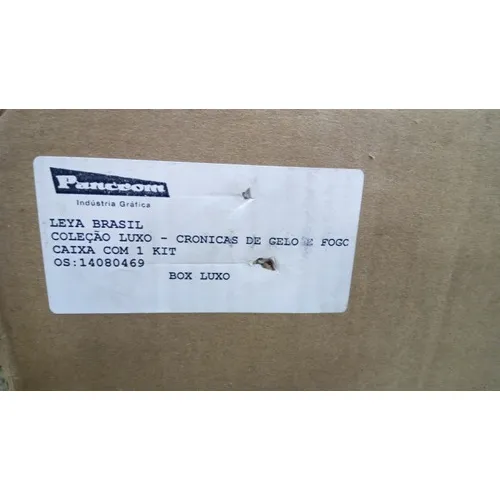 Pancrom
Indústria Gráfica
LEYA BRASIL
COLEÇÃO LUXO - CRONICAS DE GELO E FOGO
CAIXA COM 1 KIT
OS:14080469
BOX LUXO